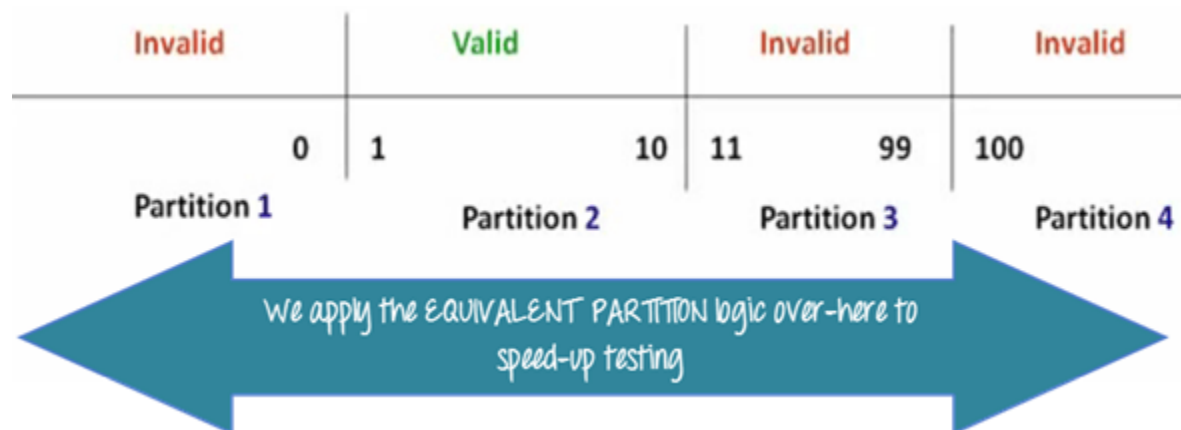 Invalid Valid Invalid Invalid
0 1 10 11 99 100
Partition 1 Partition 2 Partition 3 Partition 4
We apply the EQUIVALENT PARTITION logic over-here to
speed-up testing